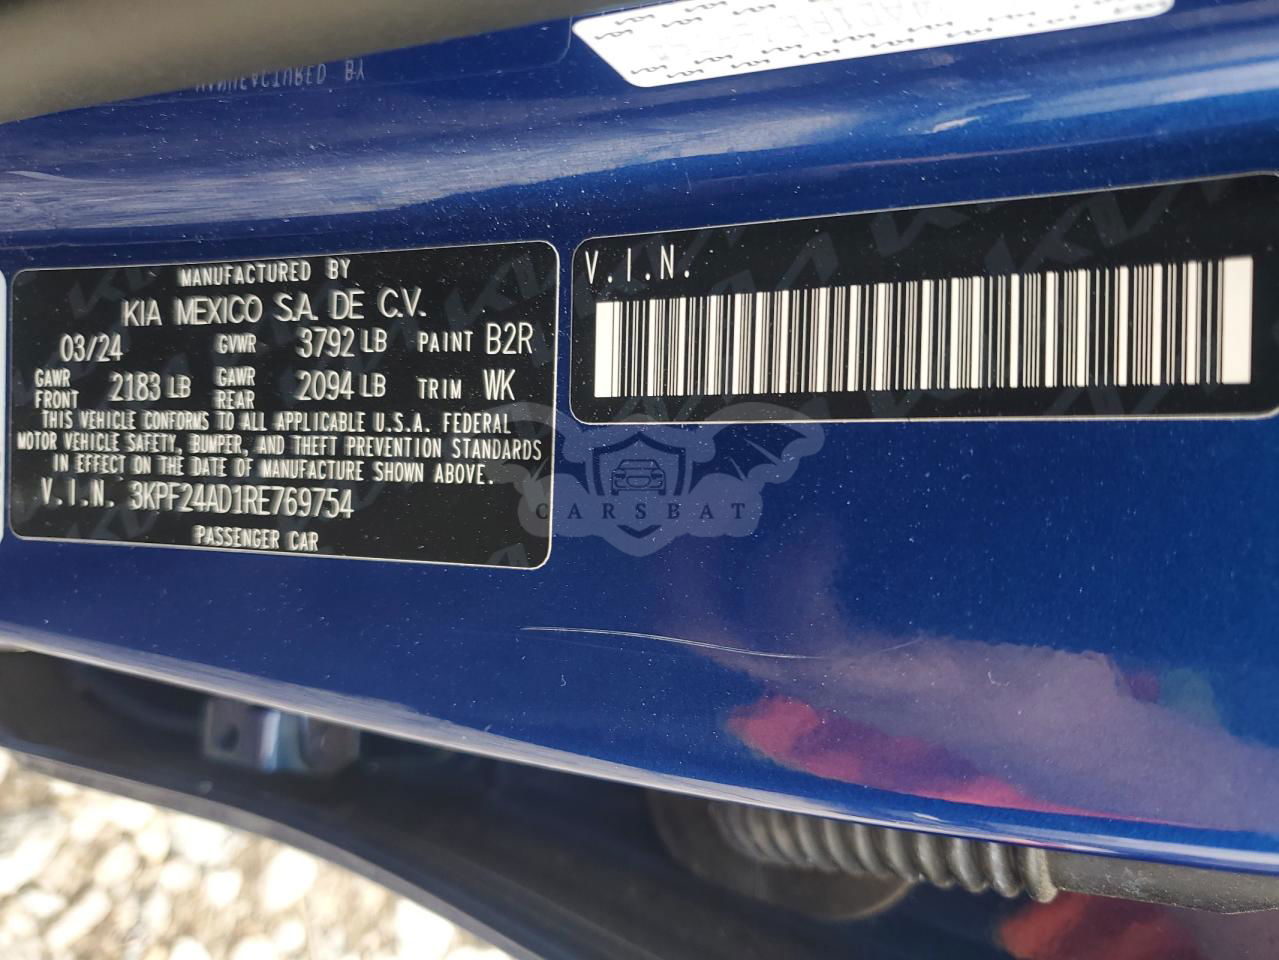 MANUFACTURED BY
MANUFACTURED BY
KIA MEXICO S.A. DE C.V.
03/24 GVWR 3792 LB PAINT B2R
GAWR FRONT 2183 LB GAWR REAR 2094 LB TRIM WK
THIS VEHICLE CONFORMS TO ALL APPLICABLE U.S.A. FEDERAL
MOTOR VEHICLE SAFETY, BUMPER, AND THEFT PREVENTION STANDARDS
IN EFFECT ON THE DATE OF MANUFACTURE SHOWN ABOVE.
V.I.N. 3KPF24AD1RE769754
PASSENGER CAR
V.I.N.
CARSBAT